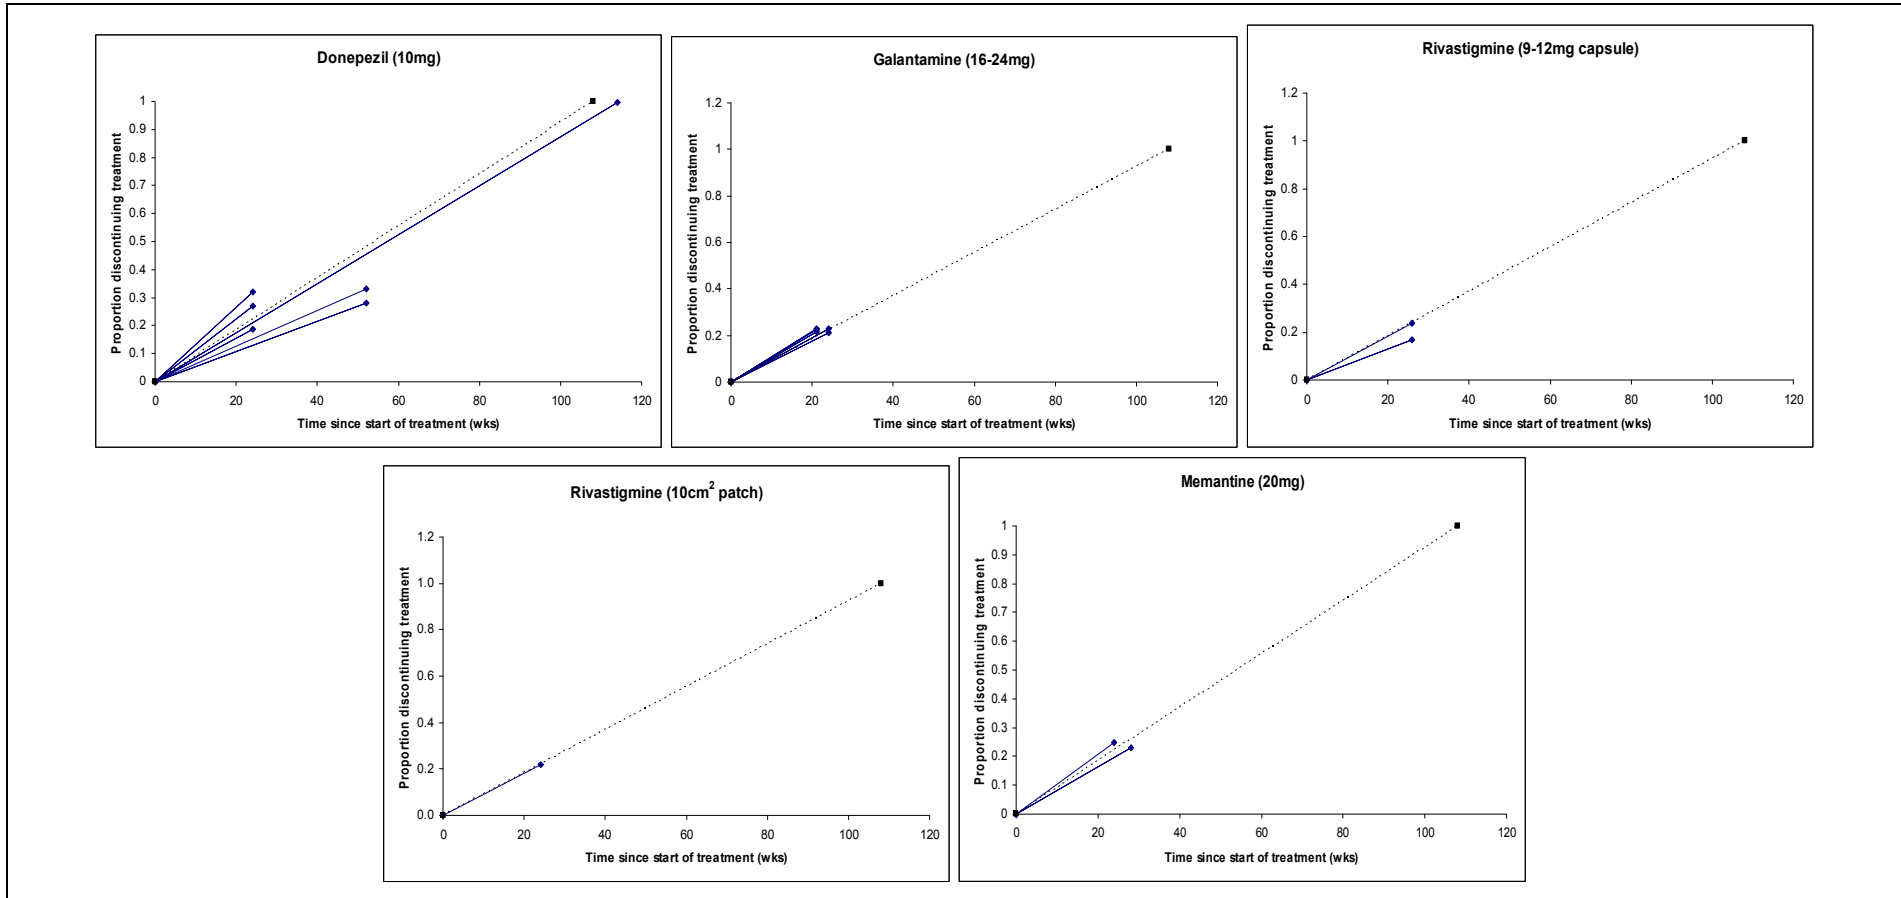 Donepezil (10mg)
1
0.9
0.8
0.7
0.6
0.5
0.4
0.3
0.2
0.1
0
0 20 40 60 80 100 120
Proportion discontinuing treatment
Time since start of treatment (wks)
Galantamine (16-24mg)
1.2
1
0.8
0.6
0.4
0.2
0
0 20 40 60 80 100 120
Proportion discontinuing treatment
Time since start of treatment (wks)
Rivastigmine (9-12mg capsule)
1.2
1
0.8
0.6
0.4
0.2
0
0 20 40 60 80 100 120
Proportion discontinuing treatment
Time since start of treatment (wks)
Rivastigmine (10cm² patch)
1.2
1.0
0.8
0.6
0.4
0.2
0.0
0 20 40 60 80 100 120
Proportion discontinuing treatment
Time since start of treatment (wks)
Memantine (20mg)
1
0.9
0.8
0.7
0.6
0.5
0.4
0.3
0.2
0.1
0
0 20 40 60 80 100 120
Proportion discontinuing treatment
Time since start of treatment (wks)